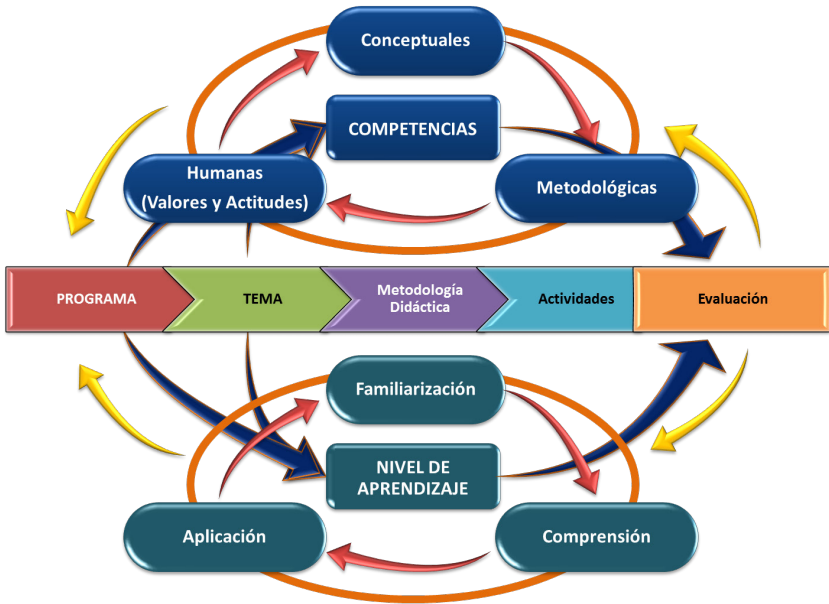 Conceptuales
COMPETENCIAS
Humanas
(Valores y Actitudes)
Metodológicas
PROGRAMA
TEMA
Metodología
Didáctica
Actividades
Evaluación
Familiarización
NIVEL DE
APRENDIZAJE
Aplicación
Comprensión